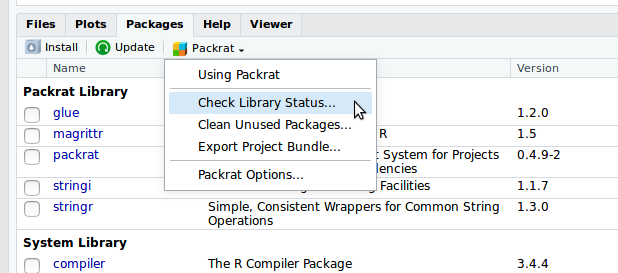 Files Plots Packages Help Viewer
Install Update Packrat
Name Version
Using Packrat
Check Library Status...
Clean Unused Packages...
Export Project Bundle...
Packrat Options...
Packrat Library
glue 1.2.0
magrittr R 1.5
packrat t System for Projects 0.4.9-2
dencies
stringi Facilities 1.1.7
stringr Simple, Consistent Wrappers for Common String 1.3.0
Operations
System Library
compiler The R Compiler Package 3.4.4